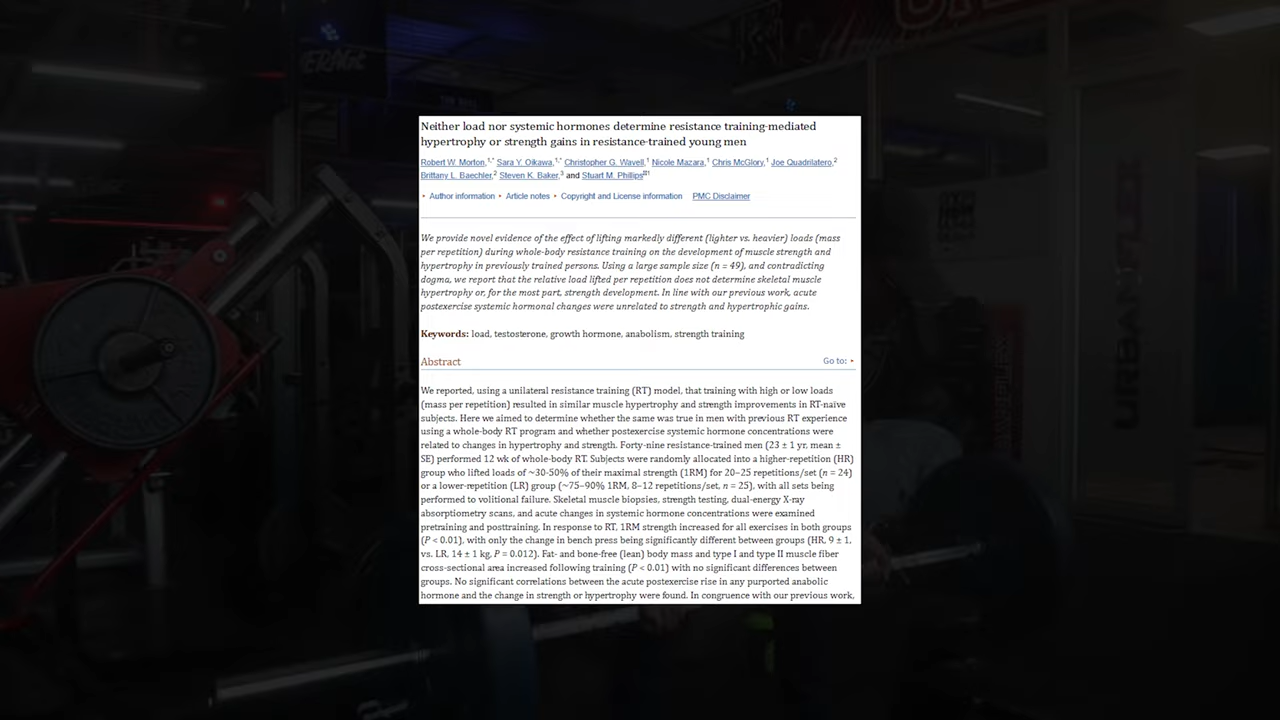 Neither load nor systemic hormones determine resistance training-mediated
hypertrophy or strength gains in resistance-trained young men
Robert W. Morton,1,* Sara Y. Oikawa,1,* Christopher G. Wavell,1 Nicole Mazara,1 Chris McGlory,1 Joe Quadrilatero,2
Brittany L. Baechler,2 Steven K. Baker,3 and Stuart M. Phillips1
• Author information • Article notes • Copyright and License information PMC Disclaimer
We provide novel evidence of the effect of lifting markedly different (lighter vs. heavier) loads (mass
per repetition) during whole-body resistance training on the development of muscle strength and
hypertrophy in previously trained persons. Using a large sample size (n = 49), and contradicting
dogma, we report that the relative load lifted per repetition does not determine skeletal muscle
hypertrophy or, for the most part, strength development. In line with our previous work, acute
postexercise systemic hormonal changes were unrelated to strength and hypertrophic gains.
Keywords: load, testosterone, growth hormone, anabolism, strength training
Abstract
Go to: ▾
We reported, using a unilateral resistance training (RT) model, that training with high or low loads
(mass per repetition) resulted in similar muscle hypertrophy and strength improvements in RT-naïve
subjects. Here we aimed to determine whether the same was true in men with previous RT experience
using a whole-body RT program and whether postexercise systemic hormone concentrations were
related to changes in hypertrophy and strength. Forty-nine resistance-trained men (23 ± 1 yr, mean ±
SE) performed 12 wk of whole-body RT. Subjects were randomly allocated into a higher-repetition (HR)
group who lifted loads of ~30-50% of their maximal strength (1RM) for 20–25 repetitions/set (n = 24)
or a lower-repetition (LR) group (~75–90% 1RM, 8–12 repetitions/set, n = 25), with all sets being
performed to volitional failure. Skeletal muscle biopsies, strength testing, dual-energy X-ray
absorptiometry scans, and acute changes in systemic hormone concentrations were examined
pretraining and posttraining. In response to RT, 1RM strength increased for all exercises in both groups
(P < 0.01), with only the change in bench press being significantly different between groups (HR, 9 ± 1,
vs. LR, 14 ± 1 kg, P = 0.012). Fat- and bone-free (lean) body mass and type I and type II muscle fiber
cross-sectional area increased following training (P < 0.01) with no significant differences between
groups. No significant correlations between the acute postexercise rise in any purported anabolic
hormone and the change in strength or hypertrophy were found. In congruence with our previous work,